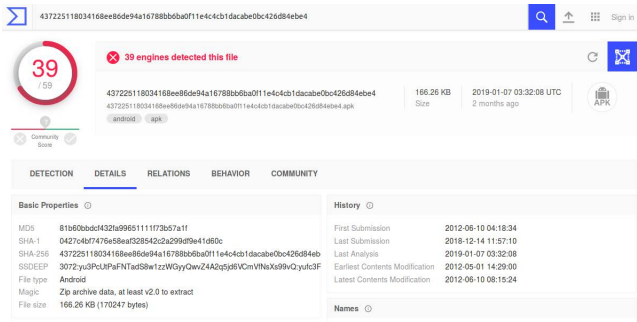 437225118034168ee86de94a16788bb6ba0f11e4c4cb1dacabe0bc426d84ebe4
Sign in
39
/ 59
39 engines detected this file
437225118034168ee86de94a16788bb6ba0f11e4c4cb1dacabe0bc426d84ebe4
437225118034168ee86de94a16788bb6ba0f11e4c4cb1dacabe0bc426d84ebe4.apk
android apk
166.26 KB
Size
2019-01-07 03:32:08 UTC
2 months ago
APK
Community
Score
DETECTION DETAILS RELATIONS BEHAVIOR COMMUNITY
Basic Properties
MD5 81b60bbdcf432fa99651111f73b57a1f
SHA-1 0427c4bf7476e58eaf328542c2a299df9e41d60c
SHA-256 437225118034168ee86de94a16788bb6ba0f11e4c4cb1dacabe0bc426d84eb
SSDEEP 3072:yu3PcUtPaFNTadS8w1zzWGyyQwvZ4A2q5jd6VCmVfNsXs99vQ:yufc3F
File type Android
Magic Zip archive data, at least v2.0 to extract
File size 166.26 KB (170247 bytes)
History
First Submission 2012-06-10 04:18:34
Last Submission 2018-12-14 11:57:10
Last Analysis 2019-01-07 03:32:08
Earliest Contents Modification 2012-05-01 14:29:00
Latest Contents Modification 2012-06-10 08:15:24
Names